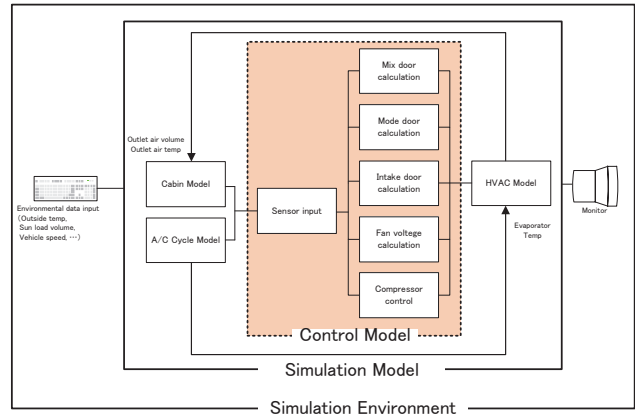 Mix door
calculation
Mode door
calculation
Outlet air volume
Outlet air temp
Cabin Model
Intake door
calculation
HVAC Model
Environmental data input
(Outside temp,
Sun load volume,
Vehicle speed, …)
Sensor input
Monitor
A/C Cycle Model
Fan voltege
calculation
Evaporator
Temp
Compressor
control
Control Model
Simulation Model
Simulation Environment